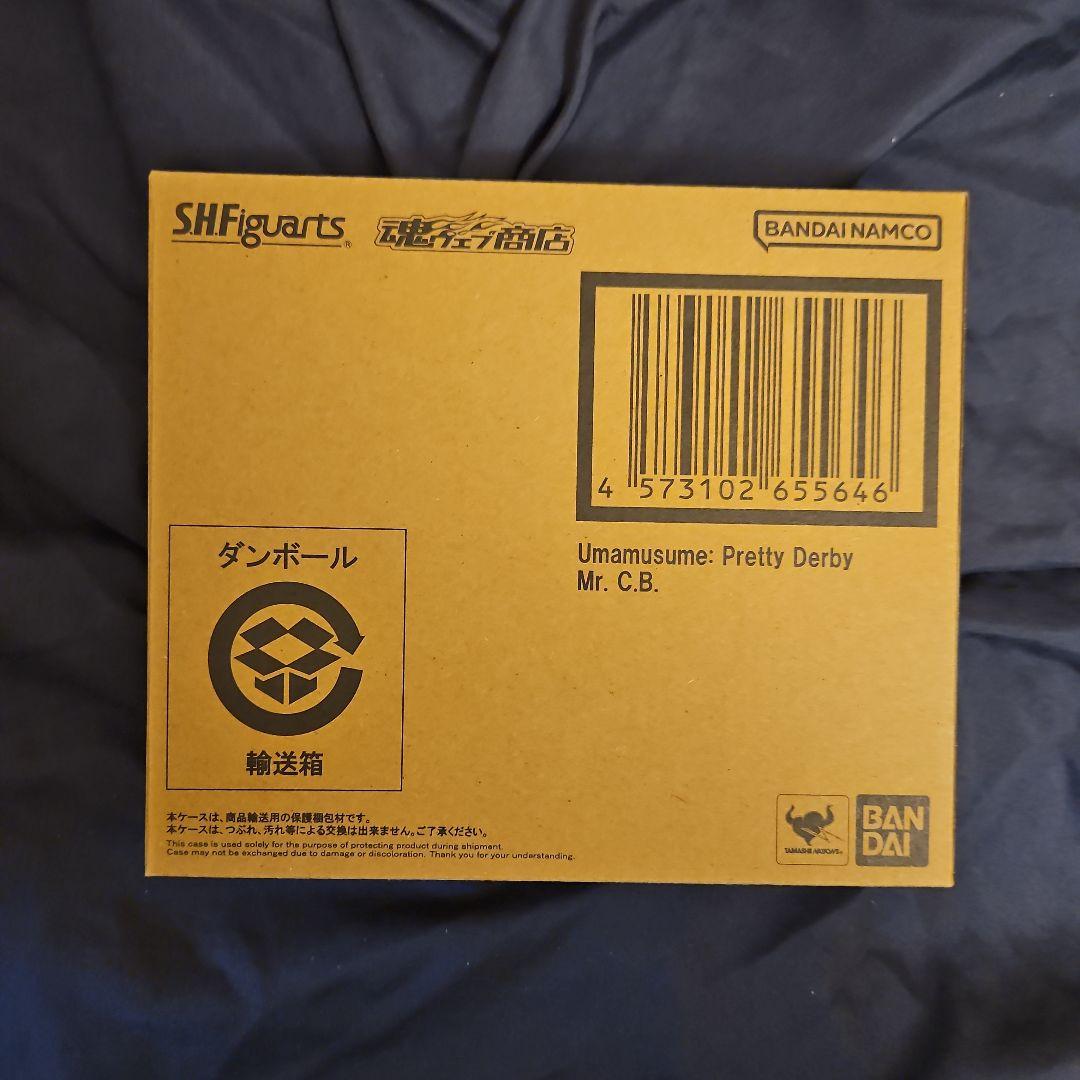 S.H.Figuarts®
魂ウェブ商店
BANDAI NAMCO
4 573102 655646
Umamusume: Pretty Derby
Mr. C.B.
ダンボール
輸送箱
本ケースは、商品輸送用の保護梱包材です。
本ケースは、つぶれ、汚れ等による交換は出来ません。ご了承ください。
This case is used solely for the purpose of protecting product during shipment.
Case may not be exchanged due to damage or discoloration. Thank you for your understanding.
TAMASHII NATIONS
BAN
DAI